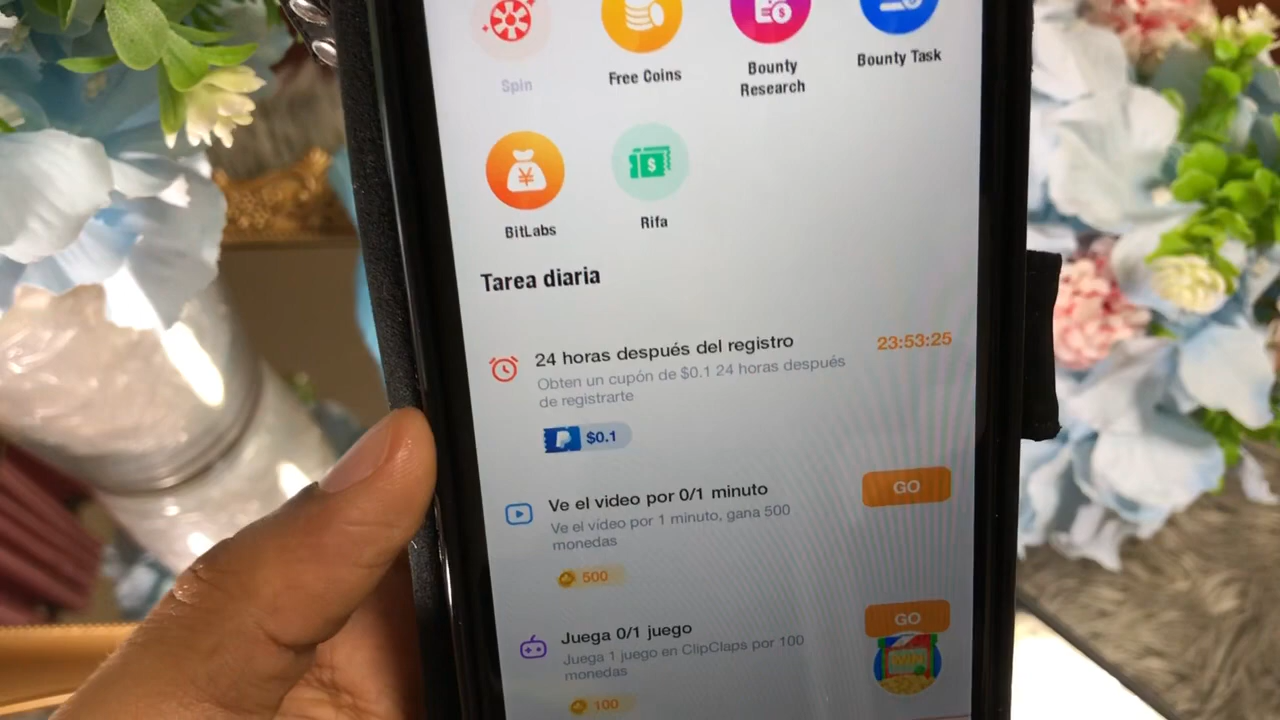 Spin
Free Coins
Bounty
Research
Bounty Task
BitLabs
Rifa
Tarea diaria
24 horas después del registro
23:53:25
Obten un cupón de $0.1 24 horas después
de registrarte
$0.1
Ve el video por 0/1 minuto
GO
Ve el vídeo por 1 minuto, gana 500
monedas
500
Juega 0/1 juego
GO
Juega 1 juego en ClipClaps por 100
monedas
100